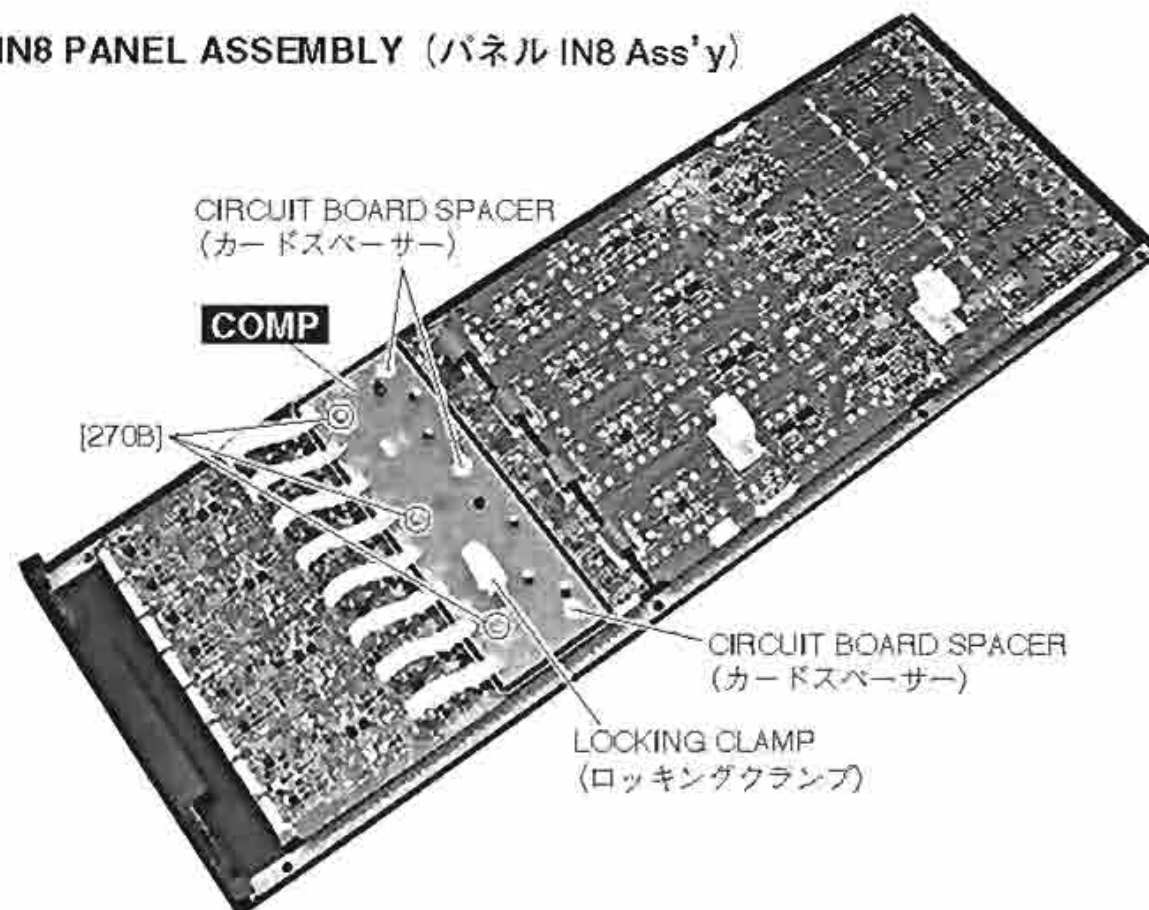 IN8 PANEL ASSEMBLY (パネル IN8 Ass'y)
CIRCUIT BOARD SPACER
(カードスペーサー)
COMP
[270B]
CIRCUIT BOARD SPACER
(カードスペーサー)
LOCKING CLAMP
(ロッキングクランプ)